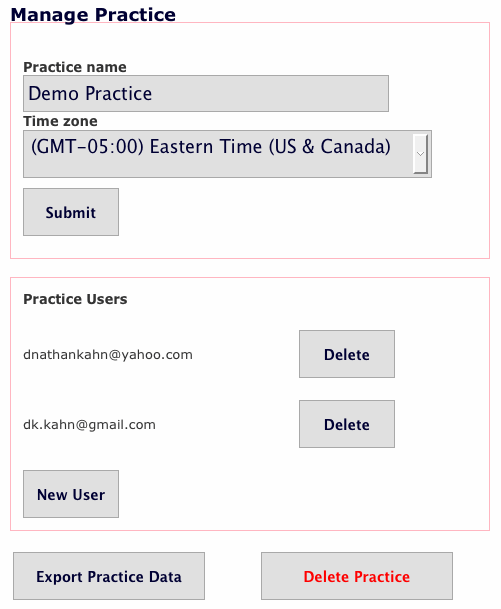 Manage Practice
Practice name
Demo Practice
Time zone
(GMT-05:00) Eastern Time (US & Canada)
Submit
Practice Users
dnathankahn@yahoo.com Delete
dk.kahn@gmail.com Delete
New User
Export Practice Data Delete Practice